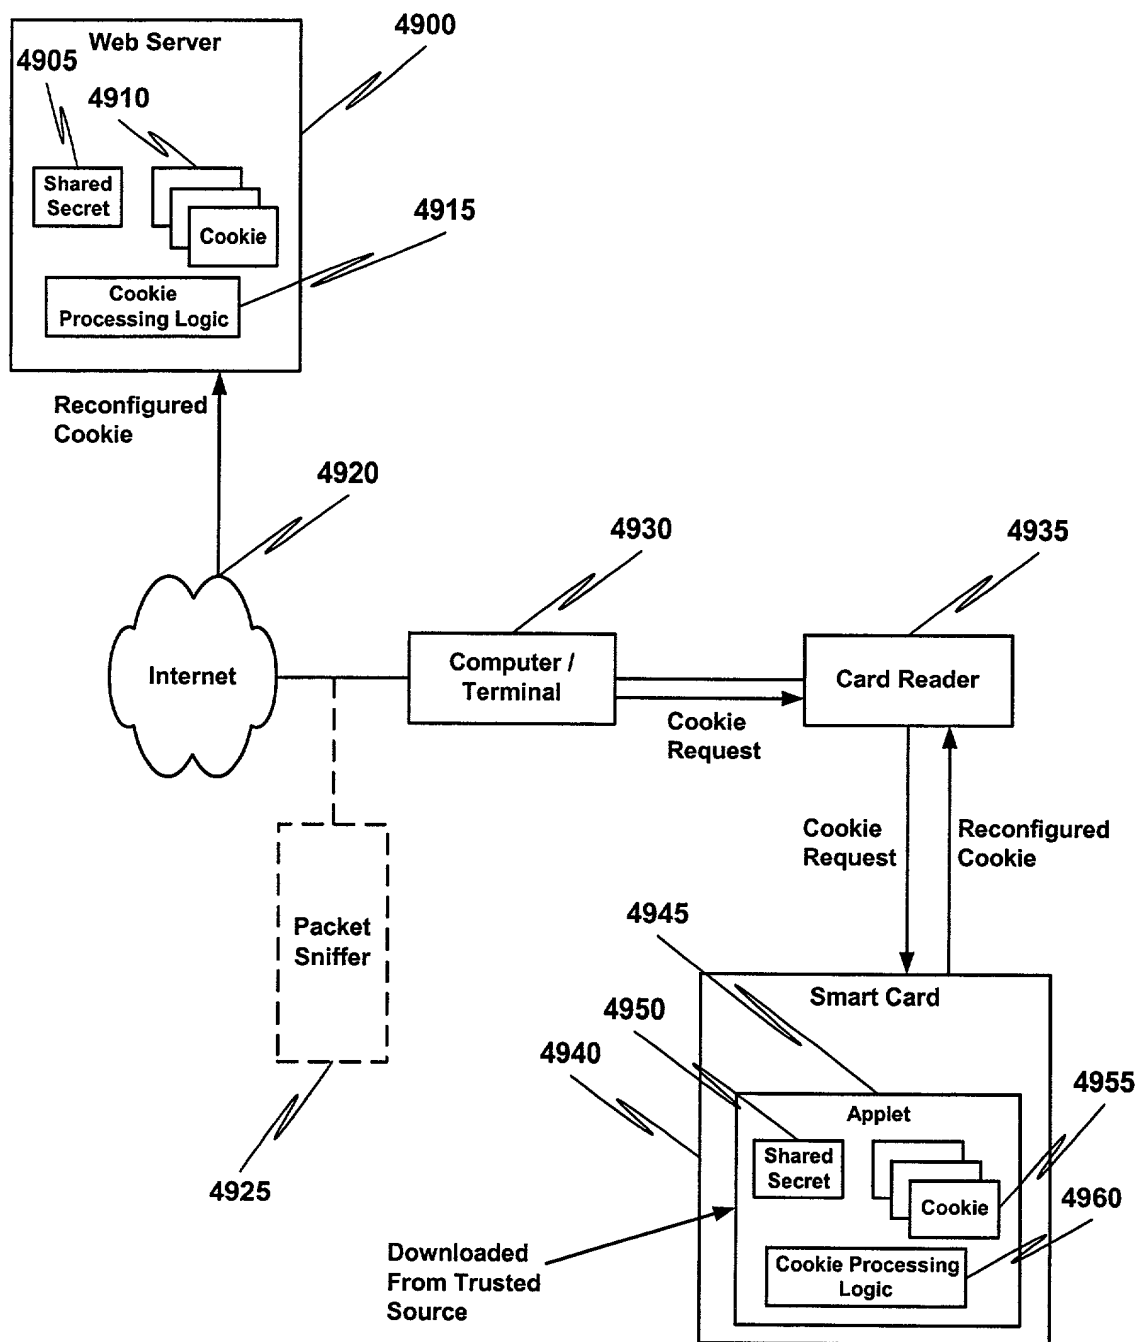 4900
Web Server
4905
4910
Shared
Secret
Cookie
4915
Cookie
Processing Logic
Reconfigured
Cookie
4920
4930
4935
Internet
Computer /
Terminal
Card Reader
Cookie
Request
Cookie
Request
Reconfigured
Cookie
Packet
Sniffer
4925
4945
4950
4940
Smart Card
4955
Applet
Shared
Secret
Cookie
4960
Cookie Processing
Logic
Downloaded
From Trusted
Source